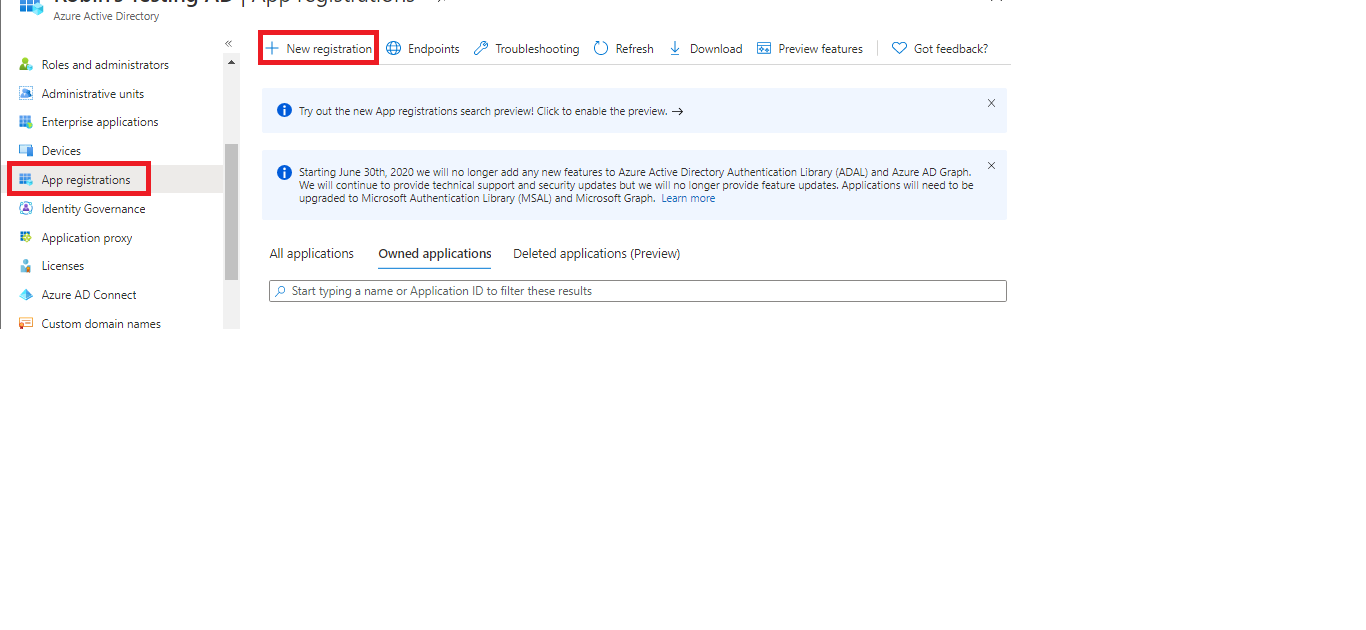 Robin's Testing AD | App registrations
Azure Active Directory
Roles and administrators
Administrative units
Enterprise applications
Devices
App registrations
Identity Governance
Application proxy
Licenses
Azure AD Connect
Custom domain names
New registration Endpoints Troubleshooting Refresh Download Preview features Got feedback?
Try out the new App registrations search preview! Click to enable the preview. →
Starting June 30th, 2020 we will no longer add any new features to Azure Active Directory Authentication Library (ADAL) and Azure AD Graph.
We will continue to provide technical support and security updates but we will no longer provide feature updates. Applications will need to be
upgraded to Microsoft Authentication Library (MSAL) and Microsoft Graph. Learn more
All applications Owned applications Deleted applications (Preview)
Start typing a name or Application ID to filter these results